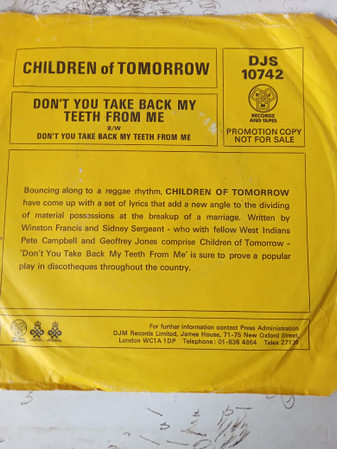 CHILDREN of TOMORROW
DJS
10742
DON'T YOU TAKE BACK MY
TEETH FROM ME
B/W
DON'T YOU TAKE BACK MY TEETH FROM ME
RECORDS
AND TAPES
PROMOTION COPY
NOT FOR SALE
Bouncing along to a reggae rhythm, CHILDREN OF TOMORROW
have come up with a set of lyrics that add a new angle to the dividing
of material possessions at the breakup of a marriage. Written by
Winston Francis and Sidney Sergeant - who with fellow West Indians
Pete Campbell and Geoffrey Jones comprise Children of Tomorrow -
'Don't You Take Back My Teeth From Me' is sure to prove a popular
play in discotheques throughout the country.
For further information contact Press Administration
DJM Records Limited, James House, 71-75 New Oxford Street,
London WC1A 1DP Telephone: 01-836 4864 Telex 27135